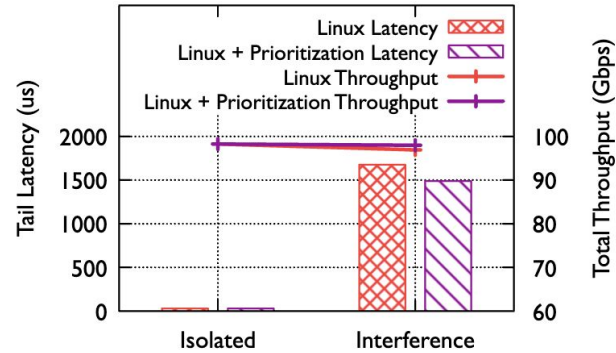 Linux Latency
Linux + Prioritization Latency
Linux Throughput
Linux + Prioritization Throughput
Tail Latency (us)
2000
1500
1000
500
0
100
90
80
70
60
Total Throughput (Gbps)
Isolated
Interference